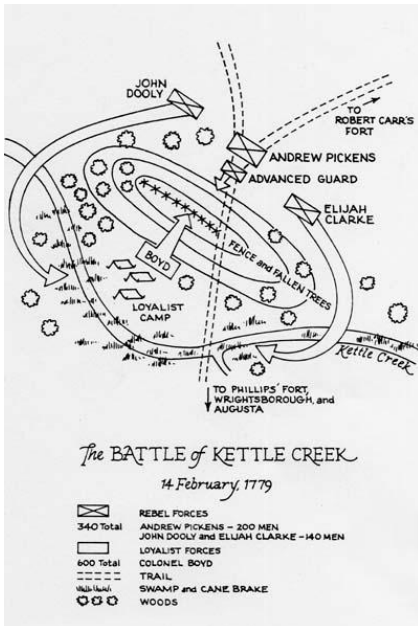 JOHN
DOOLY
TO
ROBERT CARR'S
FORT
ANDREW PICKENS
ADVANCED GUARD
ELIJAH
CLARKE
FENCE and FALLEN TREES
BOYD
LOYALIST
CAMP
Kettle Creek
TO PHILLIPS' FORT,
WRIGHTSBOROUGH, and
AUGUSTA
The BATTLE of KETTLE CREEK
14 February, 1779
REBEL FORCES
340 Total ANDREW PICKENS – 200 MEN
JOHN DOOLY and ELIJAH CLARKE – 140 MEN
LOYALIST FORCES
600 Total COLONEL BOYD
TRAIL
SWAMP and CANE BRAKE
WOODS